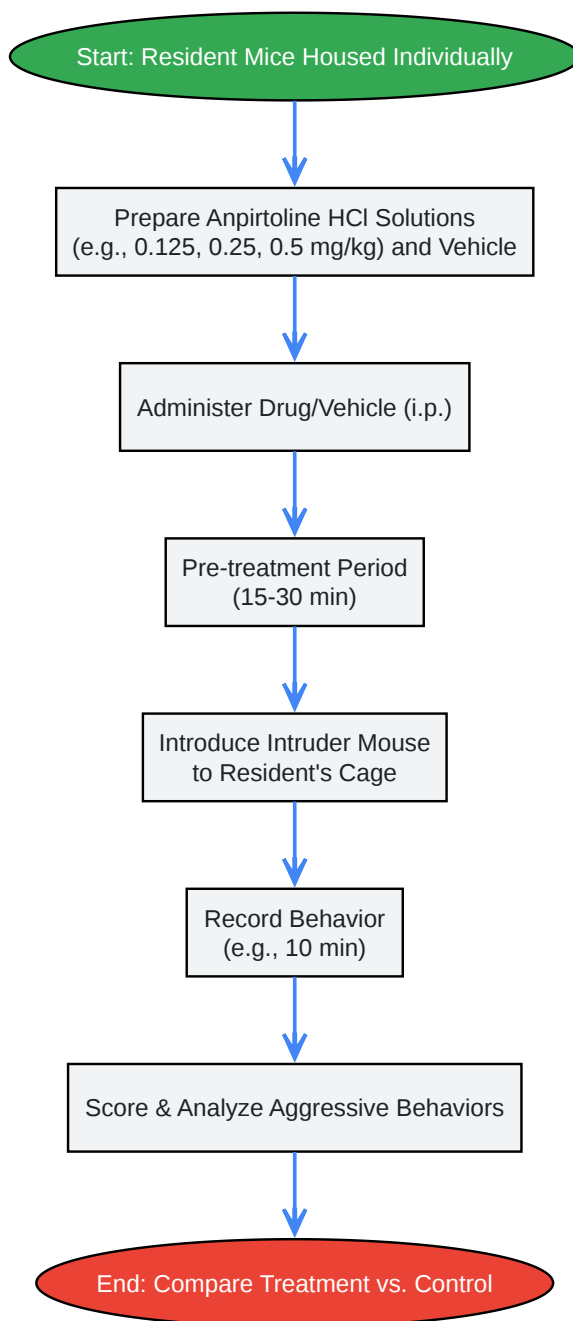 Start: Resident Mice Housed Individually
Prepare Anpirtoline HCl Solutions
(e.g., 0.125, 0.25, 0.5 mg/kg) and Vehicle
Administer Drug/Vehicle (i.p.)
Pre-treatment Period
(15-30 min)
Introduce Intruder Mouse
to Resident's Cage
Record Behavior
(e.g., 10 min)
Score & Analyze Aggressive Behaviors
End: Compare Treatment vs. Control